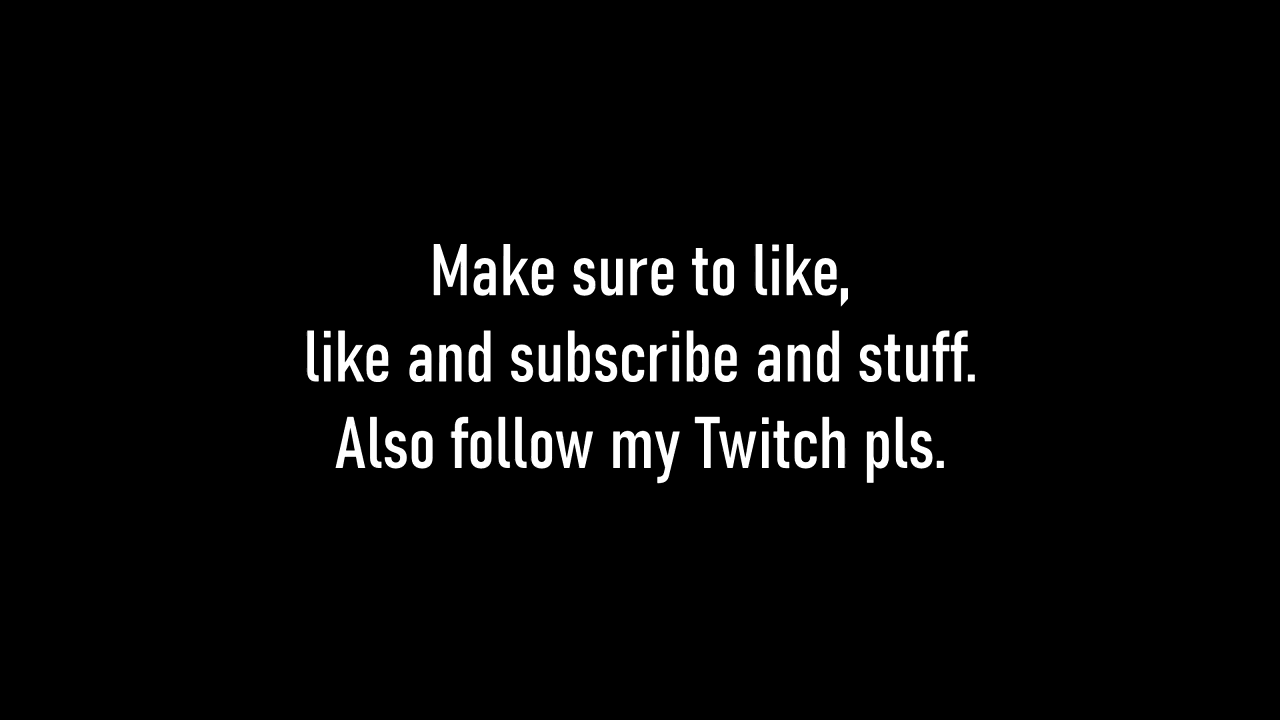 Make sure to like,
like and subscribe and stuff.
Also follow my Twitch pls.